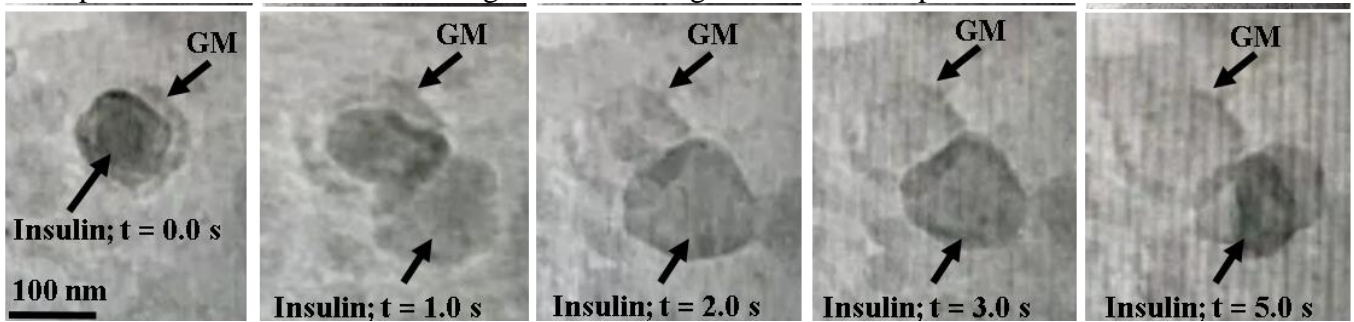 GM
Insulin; t = 0.0 s
100 nm
GM
Insulin; t = 1.0 s
GM
Insulin; t = 2.0 s
GM
Insulin; t = 3.0 s
GM
Insulin; t = 5.0 s